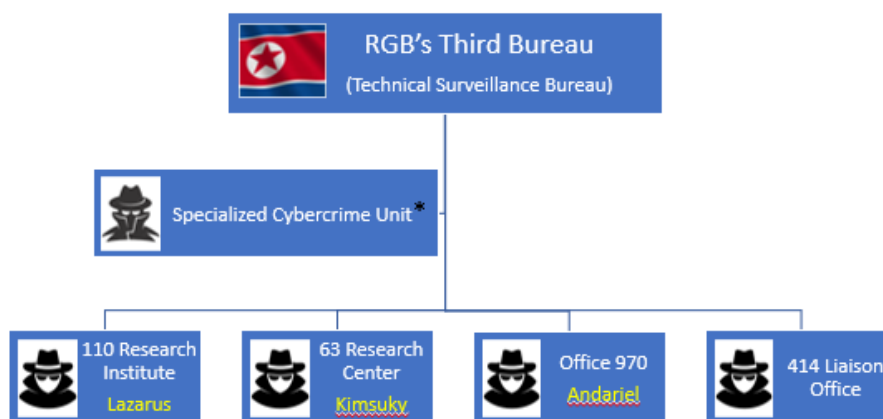 RGB's Third Bureau
(Technical Surveillance Bureau)
Specialized Cybercrime Unit*
110 Research
Institute
Lazarus
63 Research
Center
Kimsuky
Office 970
Andariel
414 Liaison
Office